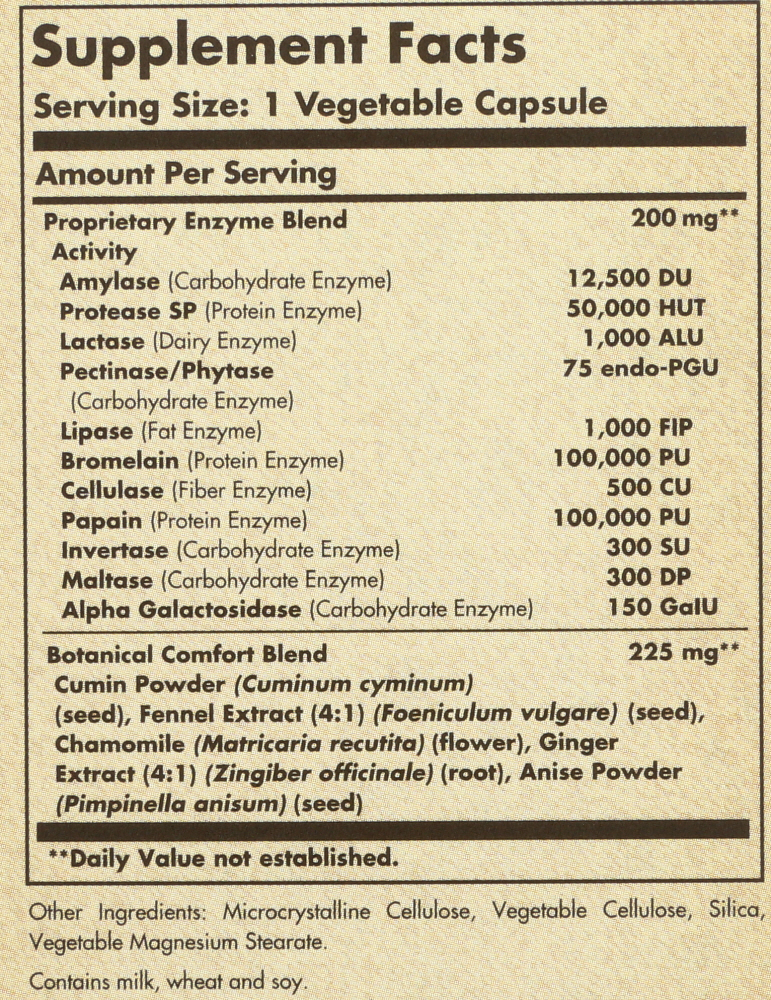 Supplement Facts
Serving Size: 1 Vegetable Capsule
Amount Per Serving
Proprietary Enzyme Blend 200 mg**
Activity
Amylase (Carbohydrate Enzyme) 12,500 DU
Protease SP (Protein Enzyme) 50,000 HUT
Lactase (Dairy Enzyme) 1,000 ALU
Pectinase/Phytase 75 endo-PGU
(Carbohydrate Enzyme)
Lipase (Fat Enzyme) 1,000 FIP
Bromelain (Protein Enzyme) 100,000 PU
Cellulase (Fiber Enzyme) 500 CU
Papain (Protein Enzyme) 100,000 PU
Invertase (Carbohydrate Enzyme) 300 SU
Maltase (Carbohydrate Enzyme) 300 DP
Alpha Galactosidase (Carbohydrate Enzyme) 150 GalU
Botanical Comfort Blend 225 mg**
Cumin Powder (Cuminum cyminum)
(seed), Fennel Extract (4:1) (Foeniculum vulgare) (seed),
Chamomile (Matricaria recutita) (flower), Ginger
Extract (4:1) (Zingiber officinale) (root), Anise Powder
(Pimpinella anisum) (seed)
**Daily Value not established.
Other Ingredients: Microcrystalline Cellulose, Vegetable Cellulose, Silica,
Vegetable Magnesium Stearate.
Contains milk, wheat and soy.